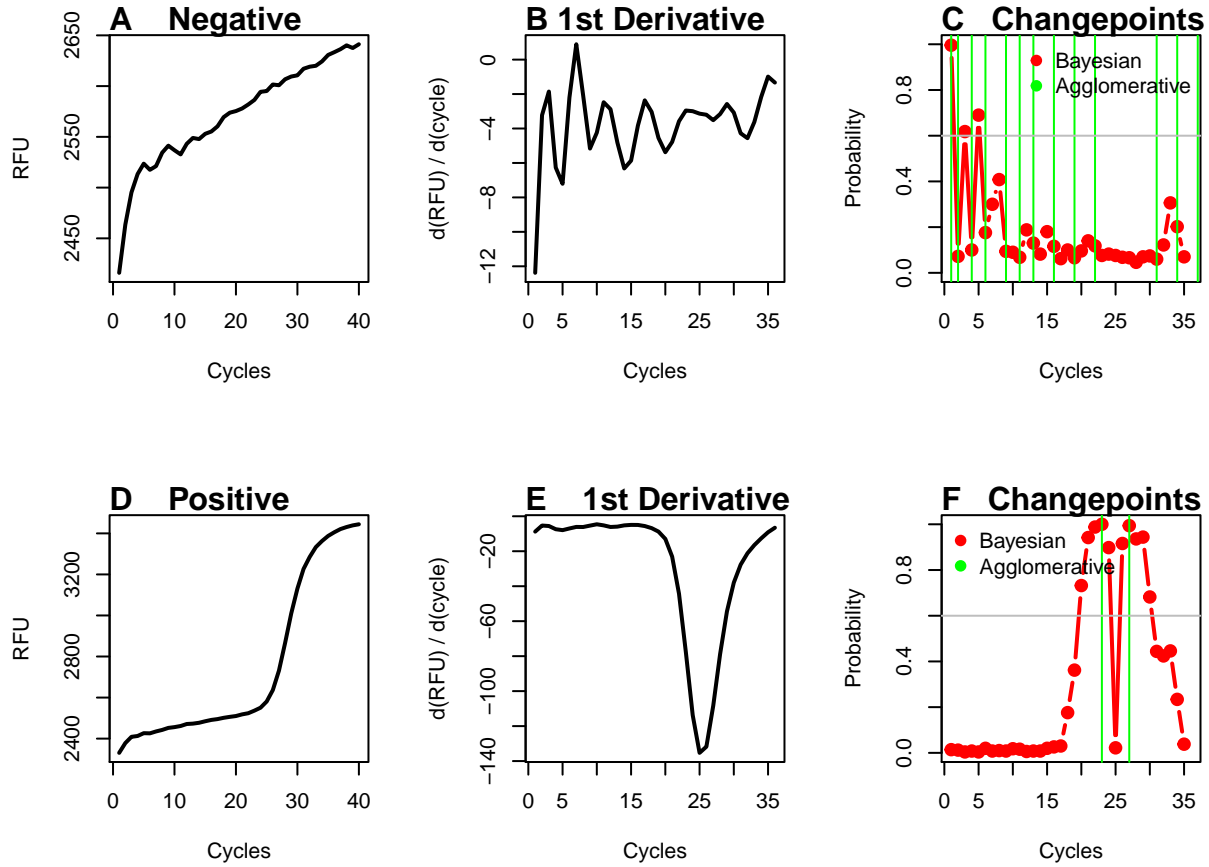 A Negative
RFU
2450
2550
2650
0
10
20
30
40
Cycles
B 1st Derivative
d(RFU) / d(cycle)
0
−4
−8
−12
0
5
15
25
35
Cycles
C Changepoints
Bayesian
Agglomerative
Probability
0.0
0.4
0.8
0
5
15
25
35
Cycles
D Positive
RFU
2400
2800
3200
0
10
20
30
40
Cycles
E 1st Derivative
d(RFU) / d(cycle)
−20
−60
−100
−140
0
5
15
25
35
Cycles
F Changepoints
Bayesian
Agglomerative
Probability
0.0
0.4
0.8
0
5
15
25
35
Cycles